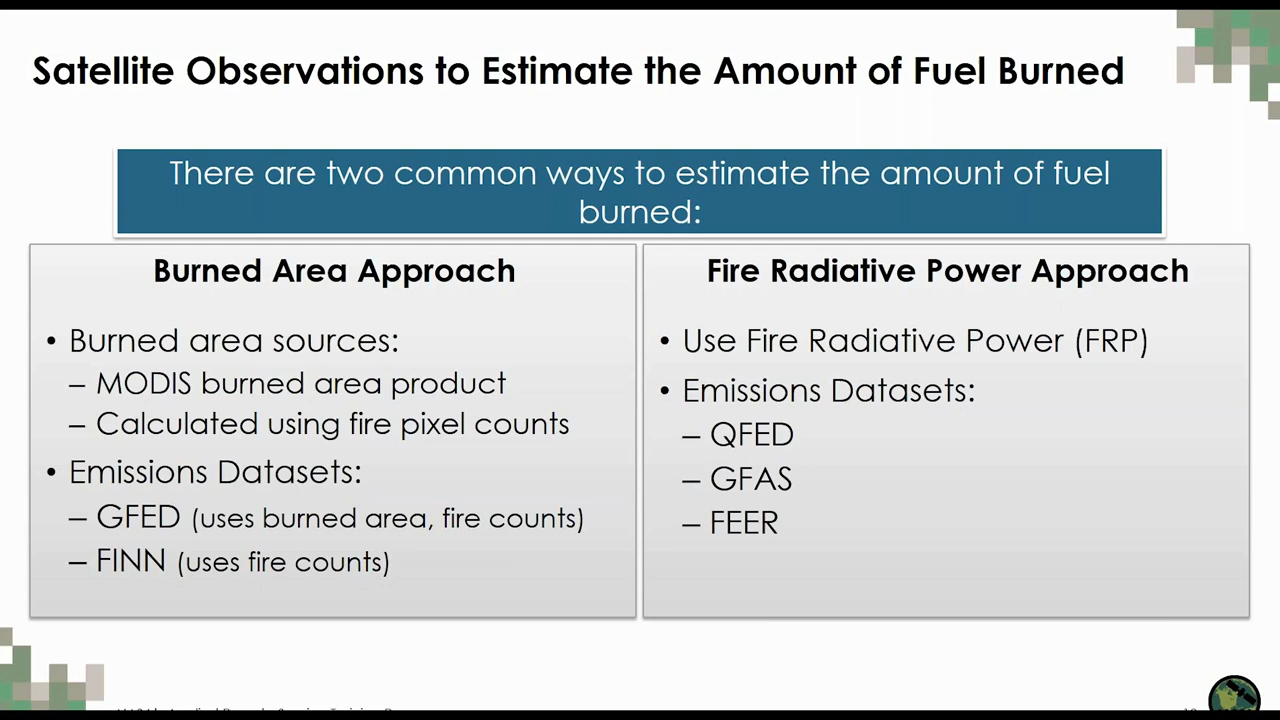 Satellite Observations to Estimate the Amount of Fuel Burned
There are two common ways to estimate the amount of fuel
burned:
Burned Area Approach
• Burned area sources:
– MODIS burned area product
– Calculated using fire pixel counts
• Emissions Datasets:
– GFED (uses burned area, fire counts)
– FINN (uses fire counts)
Fire Radiative Power Approach
• Use Fire Radiative Power (FRP)
• Emissions Datasets:
– QFED
– GFAS
– FEER